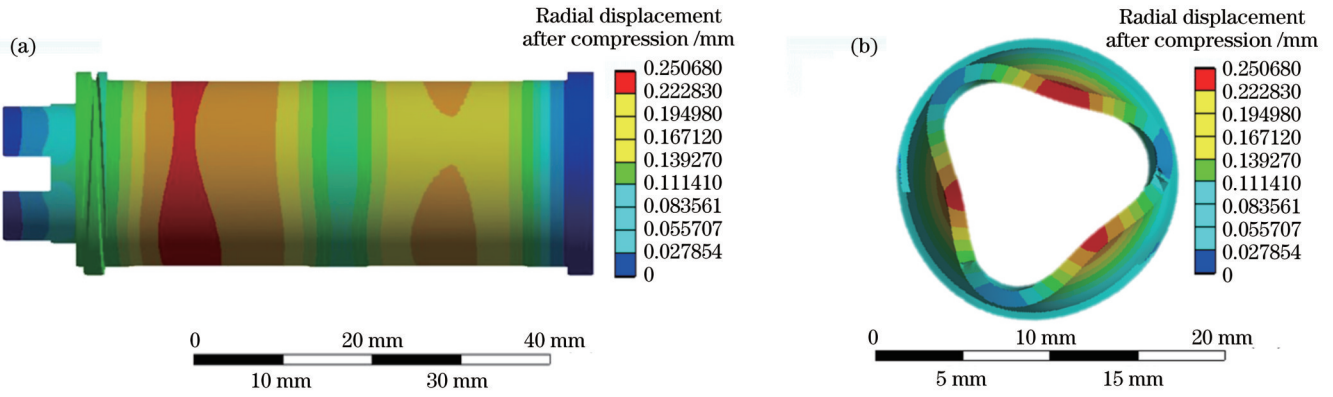 (a)
Radial displacement
after compression /mm
0.250680
0.222830
0.194980
0.167120
0.139270
0.111410
0.083561
0.055707
0.027854
0
0 20 mm 40 mm
10 mm 30 mm
(b)
Radial displacement
after compression /mm
0.250680
0.222830
0.194980
0.167120
0.139270
0.111410
0.083561
0.055707
0.027854
0
0 10 mm 20 mm
5 mm 15 mm